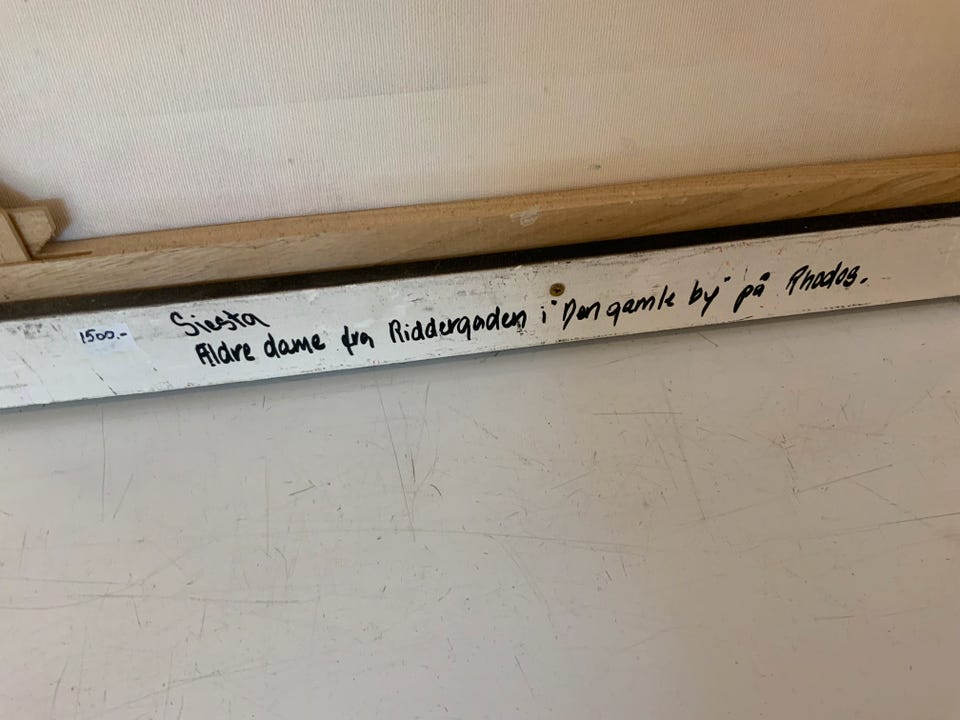 1500.-
Siesta
Ældre dame fra Riddergaden i "Den gamle by" på Rhodos.